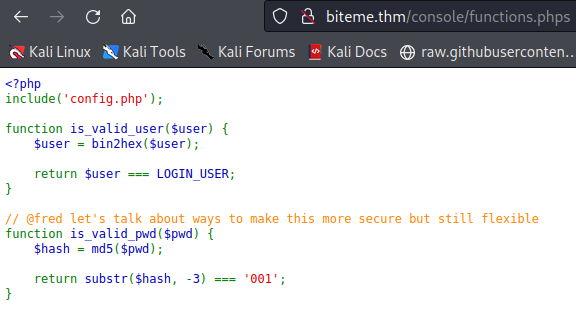 biteme.thm/console/functions.phps
Kali Linux Kali Tools Kali Forums Kali Docs raw.githubuserconten…
<?php
include('config.php');
function is_valid_user($user) {
$user = bin2hex($user);
return $user === LOGIN_USER;
}
// @fred let's talk about ways to make this more secure but still flexible
function is_valid_pwd($pwd) {
$hash = md5($pwd);
return substr($hash, -3) === '001';
}